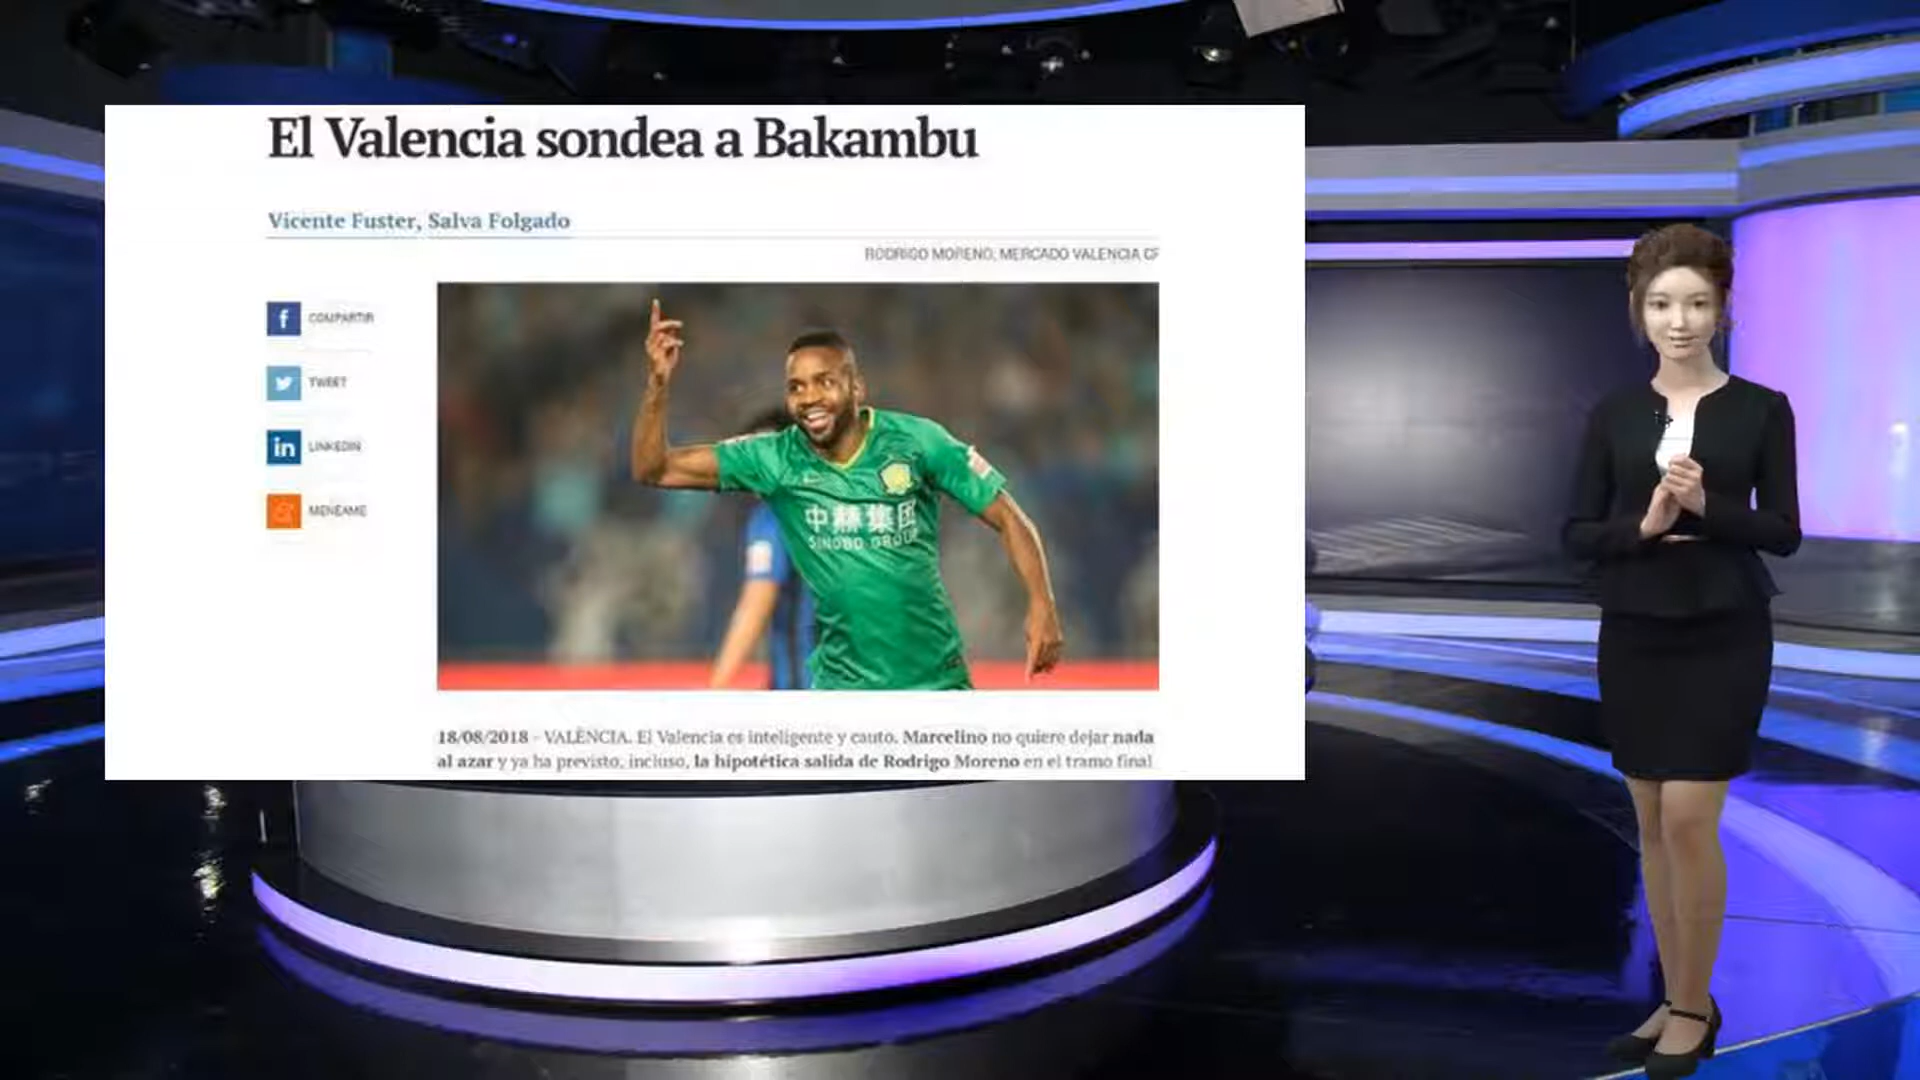 El Valencia sondea a Bakambu
Vicente Fuster, Salva Folgado
RODRIGO MORENO, MERCADO VALENCIA CF
COMPARTIR
TWEET
LINKEDIN
MENÉAME
中赫集团
SINOBO GROUP
18/08/2018 - VALÈNCIA. El Valencia es inteligente y cauto. Marcelino no quiere dejar nada
al azar y ya ha previsto, incluso, la hipotética salida de Rodrigo Moreno en el tramo final